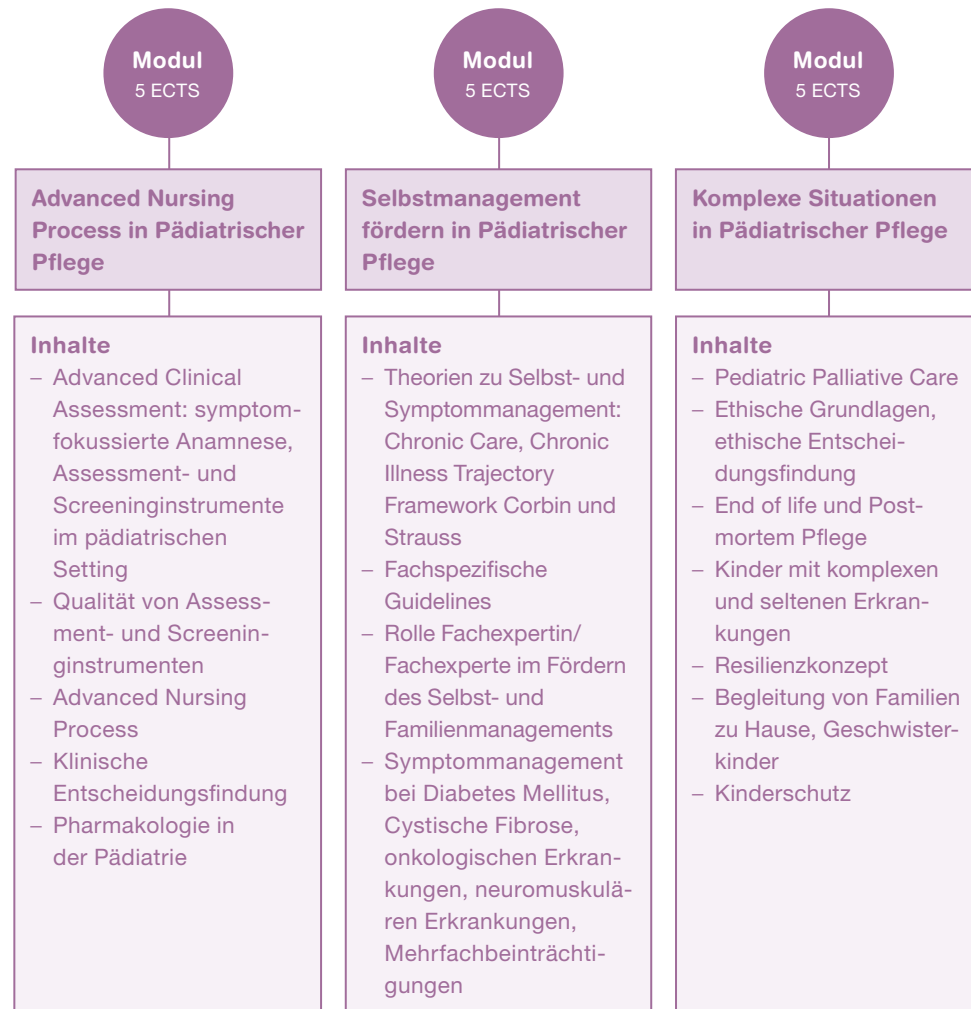 Modul
5 ECTS
Advanced Nursing
Process in Pädiatrischer
Pflege
Inhalte
– Advanced Clinical
Assessment: symptom-
fokussierte Anamnese,
Assessment- und
Screeninginstrumente
im pädiatrischen
Setting
– Qualität von Assess-
ment- und Screenin-
ginstrumenten
– Advanced Nursing
Process
– Klinische
Entscheidungsfindung
– Pharmakologie in
der Pädiatrie
Modul
5 ECTS
Selbstmanagement
fördern in Pädiatrischer
Pflege
Inhalte
– Theorien zu Selbst- und
Symptommanagement:
Chronic Care, Chronic
Illness Trajectory
Framework Corbin und
Strauss
– Fachspezifische
Guidelines
– Rolle Fachexpertin/
Fachexperte im Fördern
des Selbst- und
Familienmanagements
– Symptommanagement
bei Diabetes Mellitus,
Cystische Fibrose,
onkologischen Erkran-
kungen, neuromuskulä-
ren Erkrankungen,
Mehrfachbeinträchti-
gungen
Modul
5 ECTS
Komplexe Situationen
in Pädiatrischer Pflege
Inhalte
– Pediatric Palliative Care
– Ethische Grundlagen,
ethische Entschei-
dungsfindung
– End of life und Post-
mortem Pflege
– Kinder mit komplexen
und seltenen Erkran-
kungen
– Resilienzkonzept
– Begleitung von Familien
zu Hause, Geschwister-
kinder
– Kinderschutz